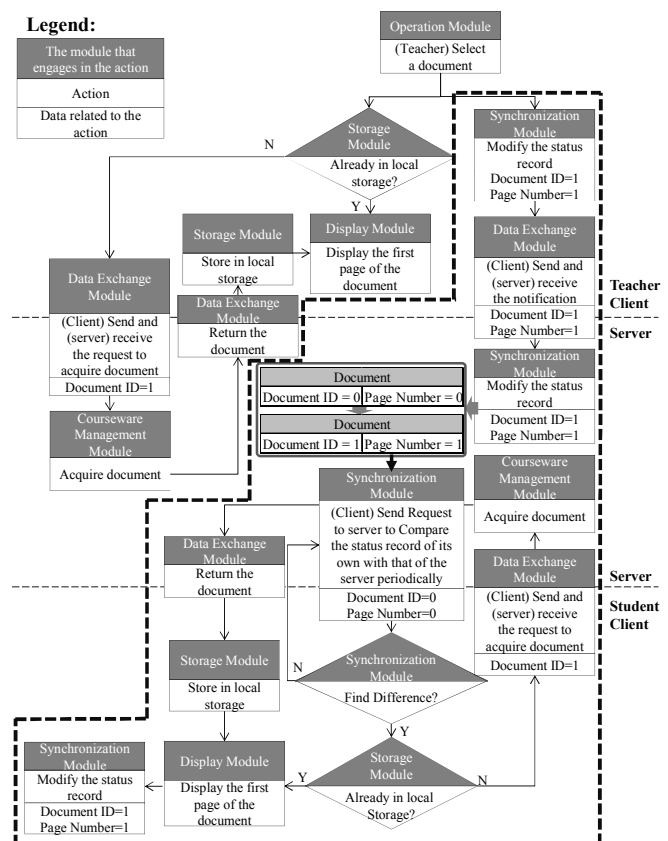 Legend:
The module that
engages in the action
Action
Data related to the
action
Operation Module
(Teacher) Select
a document
Storage
Module
Already in local
storage?
N
Y
Synchronization
Module
Modify the status
record
Document ID=1
Page Number=1
Storage Module
Store in local
storage
Display Module
Display the first
page of the
document
Data Exchange
Module
(Client) Send and
(server) receive
the notification
Document ID=1
Page Number=1
Teacher
Client
Data Exchange
Module
(Client) Send and
(server) receive
the request to
acquire document
Document ID=1
Data Exchange
Module
Return the
document
Server
Courseware
Management
Module
Acquire document
Synchronization
Module
Modify the status
record
Document ID=1
Page Number=1
Document
Document ID = 0
Page Number = 0
Document
Document ID = 1
Page Number = 1
Synchronization
Module
(Client) Send Request
to server to Compare
the status record of its
own with that of the
server periodically
Document ID=0
Page Number=0
Courseware
Management
Module
Acquire document
Data Exchange
Module
Return the
document
Data Exchange
Module
(Client) Send and
(server) receive
the request to
acquire document
Document ID=1
Server
Student
Client
Storage Module
Store in local
storage
N
Synchronization
Module
Find Difference?
Y
Synchronization
Module
Modify the status
record
Document ID=1
Page Number=1
Display Module
Display the first
page of the
document
Y
Storage
Module
Already in local
Storage?
N